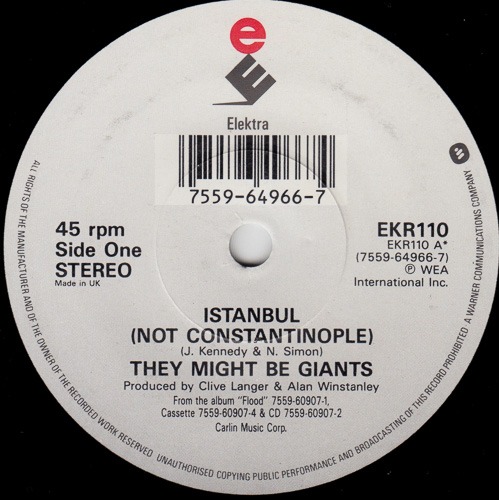 e
E
Elektra
7559-64966-7
45 rpm
Side One
STEREO
Made in UK
EKR110
EKR110 A*
(7559-64966-7)
℗ WEA
International Inc.
ISTANBUL
(NOT CONSTANTINOPLE)
(J. Kennedy & N. Simon)
THEY MIGHT BE GIANTS
Produced by Clive Langer & Alan Winstanley
From the album "Flood" 7559-60907-1,
Cassette 7559-60907-4 & CD 7559-60907-2
Carlin Music Corp.
ALL RIGHTS OF THE MANUFACTURER AND OF THE OWNER OF THE RECORDED WORK RESERVED UNAUTHORISED COPYING PUBLIC PERFORMANCE AND BROADCASTING OF THIS RECORD PROHIBITED A WARNER COMMUNICATIONS COMPANY